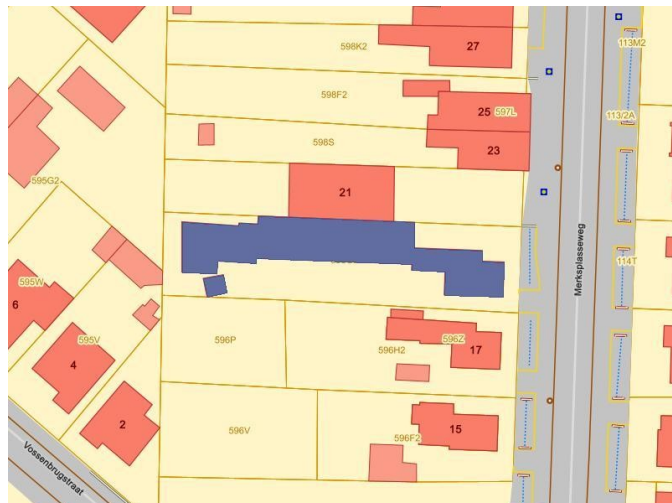 598K2
27
113M2
598F2
25
597L
113/2A
598S
23
595G2
21
114T
Merksplasseweg
595W
6
595V
4
596P
596H2
596Z
17
2
596V
596F2
15
Vossenbrugstraat